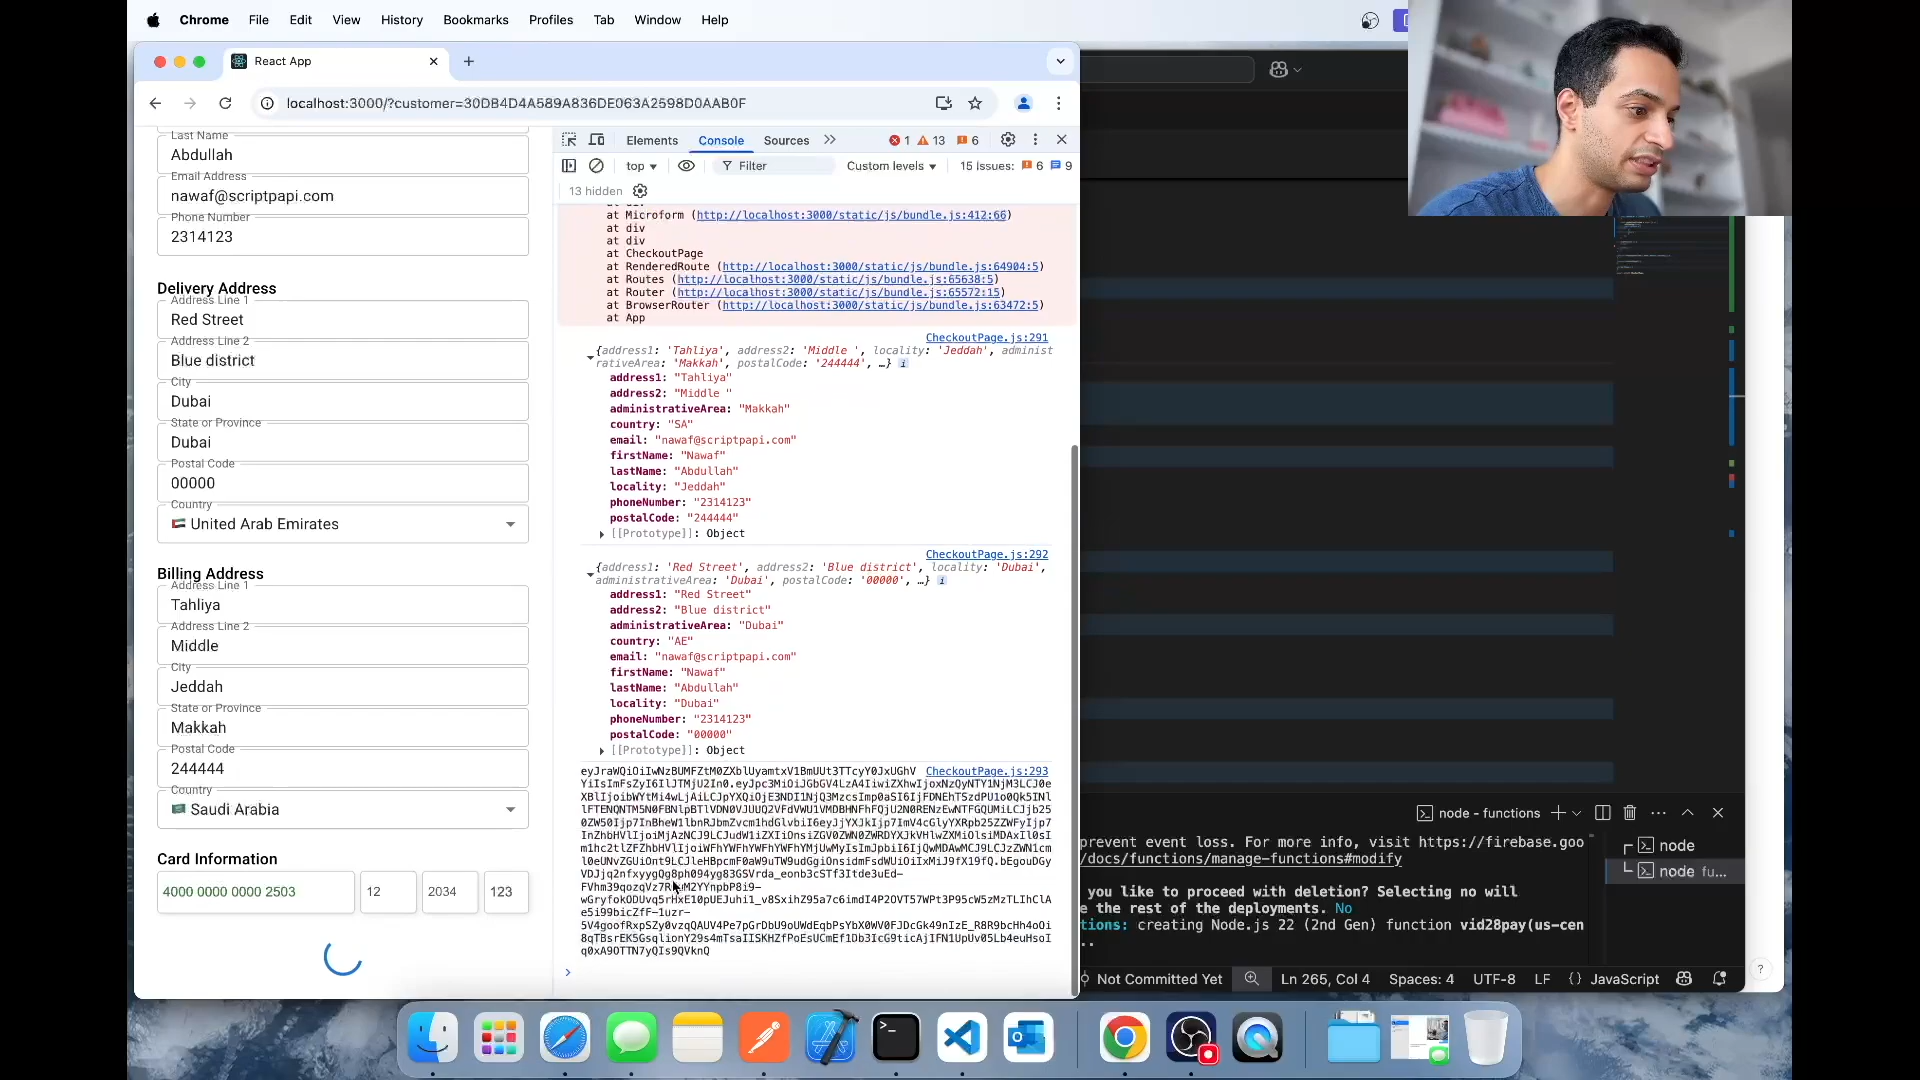 Chrome File Edit View History Bookmarks Profiles Tab Window Help
React App
localhost:3000/?customer=30DB4D4A589A836DE063A2598D0AAB0F
Last Name
Abdullah
Email Address
nawaf@scriptpapi.com
Phone Number
2314123
Delivery Address
Address Line 1
Red Street
Address Line 2
Blue district
City
Dubai
State or Province
Dubai
Postal Code
00000
Country
United Arab Emirates
Billing Address
Address Line 1
Tahliya
Address Line 2
Middle
City
Jeddah
State or Province
Makkah
Postal Code
244444
Country
Saudi Arabia
Card Information
4000 0000 0000 2503 12 2034 123
Elements Console Sources 1 13 6
top Filter Custom levels 15 Issues: 6 9
13 hidden
at Microform (http://localhost:3000/static/js/bundle.js:412:66)
at div
at div
at CheckoutPage
at RenderedRoute (http://localhost:3000/static/js/bundle.js:64904:5)
at Routes (http://localhost:3000/static/js/bundle.js:65638:5)
at Router (http://localhost:3000/static/js/bundle.js:65572:15)
at BrowserRouter (http://localhost:3000/static/js/bundle.js:63472:5)
at App
CheckoutPage.js:291
{address1: 'Tahliya', address2: 'Middle ', locality: 'Jeddah', administ
rativeArea: 'Makkah', postalCode: '244444', …}
address1: "Tahliya"
address2: "Middle "
administrativeArea: "Makkah"
country: "SA"
email: "nawaf@scriptpapi.com"
firstName: "Nawaf"
lastName: "Abdullah"
locality: "Jeddah"
phoneNumber: "2314123"
postalCode: "244444"
[[Prototype]]: Object
CheckoutPage.js:292
{address1: 'Red Street', address2: 'Blue district', locality: 'Dubai',
administrativeArea: 'Dubai', postalCode: '00000', …}
address1: "Red Street"
address2: "Blue district"
administrativeArea: "Dubai"
country: "AE"
email: "nawaf@scriptpapi.com"
firstName: "Nawaf"
lastName: "Abdullah"
locality: "Dubai"
phoneNumber: "2314123"
postalCode: "00000"
[[Prototype]]: Object
CheckoutPage.js:293
node - functions
prevent event loss. For more info, visit https://firebase.goo
/docs/functions/manage-functions#modify
you like to proceed with deletion? Selecting no will
e the rest of the deployments. No
tions: creating Node.js 22 (2nd Gen) function vid28pay(us-cen
..
node
node fu...
Not Committed Yet Ln 265, Col 4 Spaces: 4 UTF-8 LF {} JavaScript